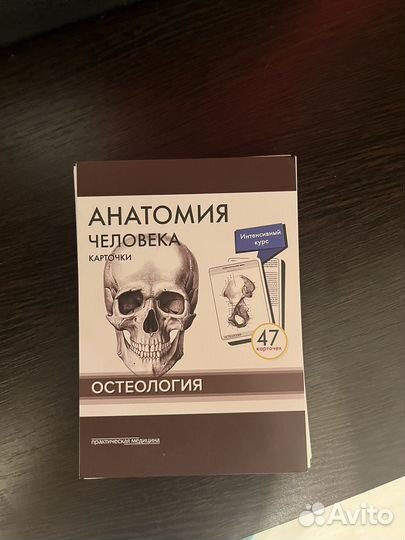 АНАТОМИЯ
ЧЕЛОВЕКА
КАРТОЧКИ
Интенсивный
курс
47
карточек
ОСТЕОЛОГИЯ
практическая медицина
Avito